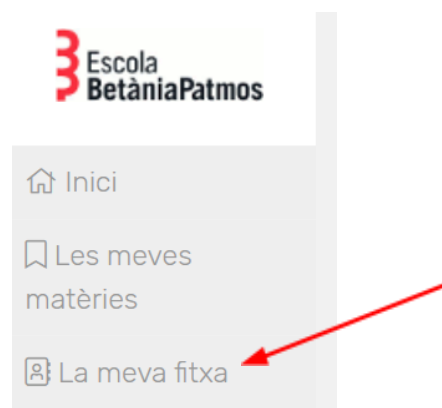 Escola
BetàniaPatmos
Inici
Les meves
matèries
La meva fitxa